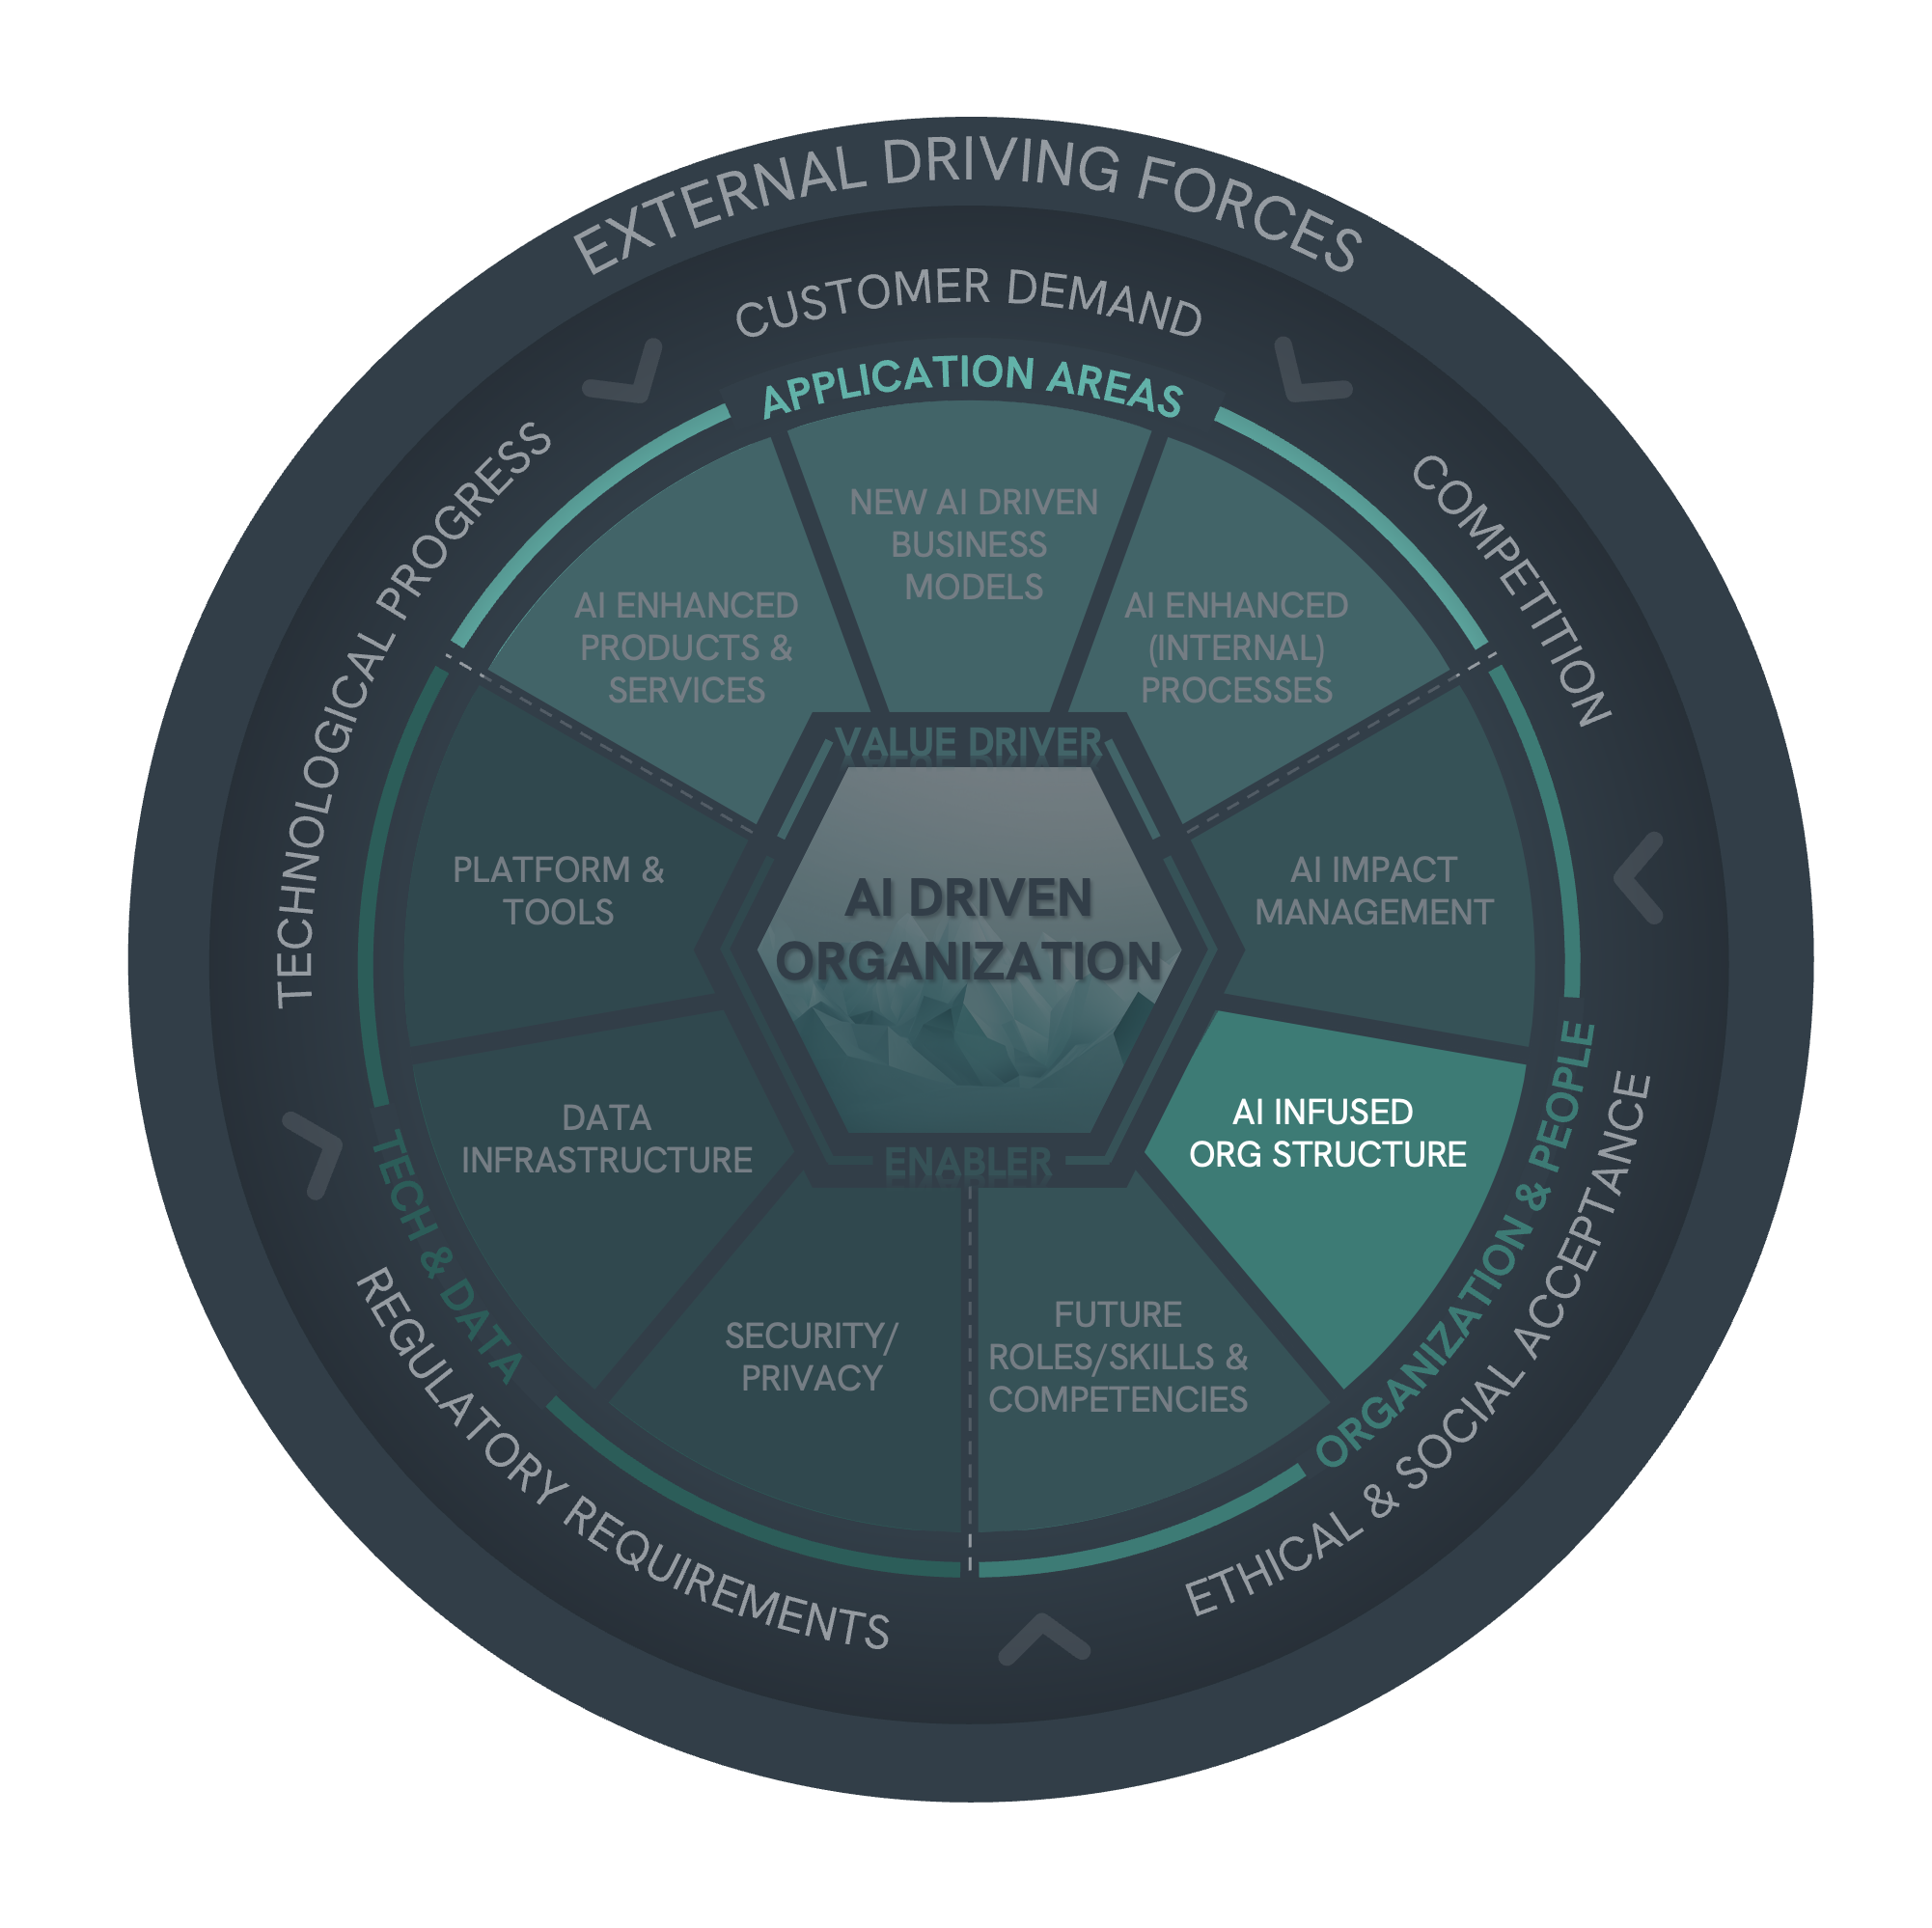 EXTERNAL DRIVING FORCES
CUSTOMER DEMAND
APPLICATION AREAS
TECHNOLOGICAL PROGRESS
COMPETITION
NEW AI DRIVEN
BUSINESS
MODELS
AI ENHANCED
PRODUCTS &
SERVICES
AI ENHANCED
(INTERNAL)
PROCESSES
VALUE DRIVER
PLATFORM &
TOOLS
AI DRIVEN
ORGANIZATION
AI IMPACT
MANAGEMENT
DATA
INFRASTRUCTURE
AI INFUSED
ORG STRUCTURE
ENABLER
TECH & DATA
ORGANIZATION & PEOPLE
SECURITY/
PRIVACY
FUTURE
ROLES/SKILLS &
COMPETENCIES
REGULATORY REQUIREMENTS
ETHICAL & SOCIAL ACCEPTANCE